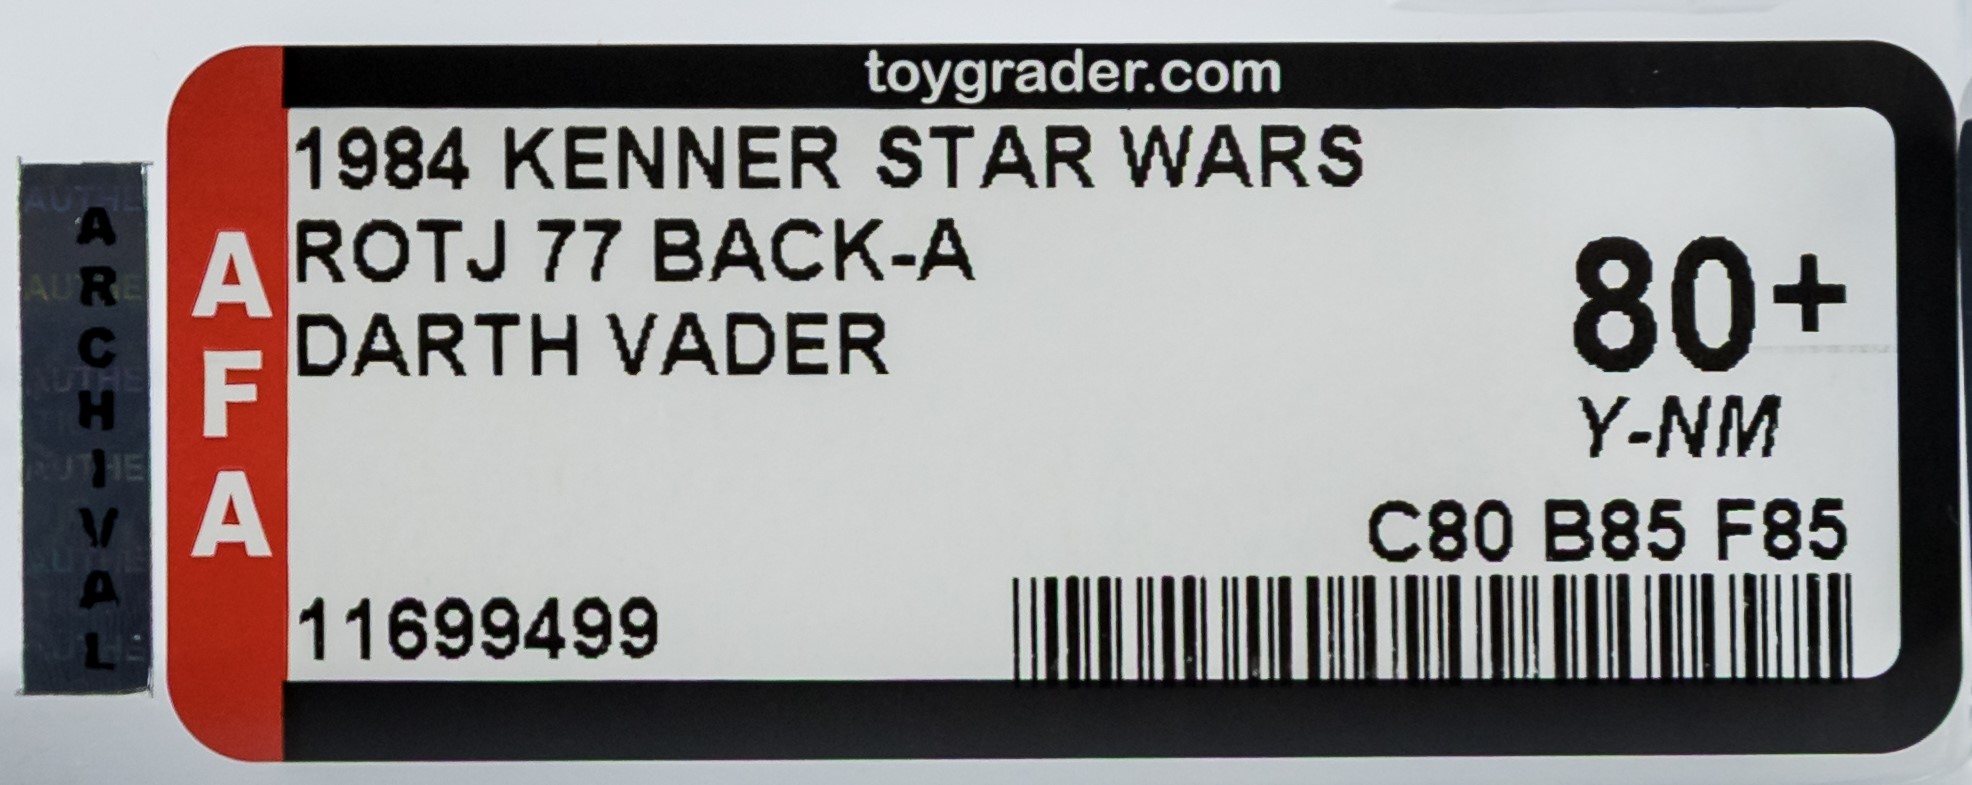 toygrader.com
ARCHIVAL
AFA
1984 KENNER STAR WARS
ROTJ 77 BACK-A
DARTH VADER
80+
Y-NM
C80 B85 F85
11699499